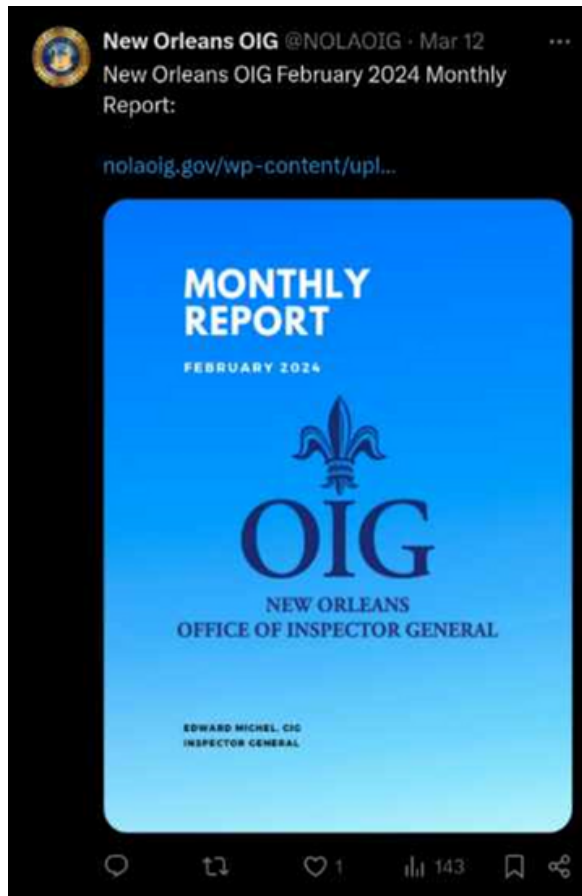 New Orleans OIG @NOLAOIG · Mar 12 ...
New Orleans OIG February 2024 Monthly
Report:
nolaoig.gov/wp-content/upl...
MONTHLY
REPORT
FEBRUARY 2024
OIG
NEW ORLEANS
OFFICE OF INSPECTOR GENERAL
EDWARD MICHEL, CIG
INSPECTOR GENERAL
1 143